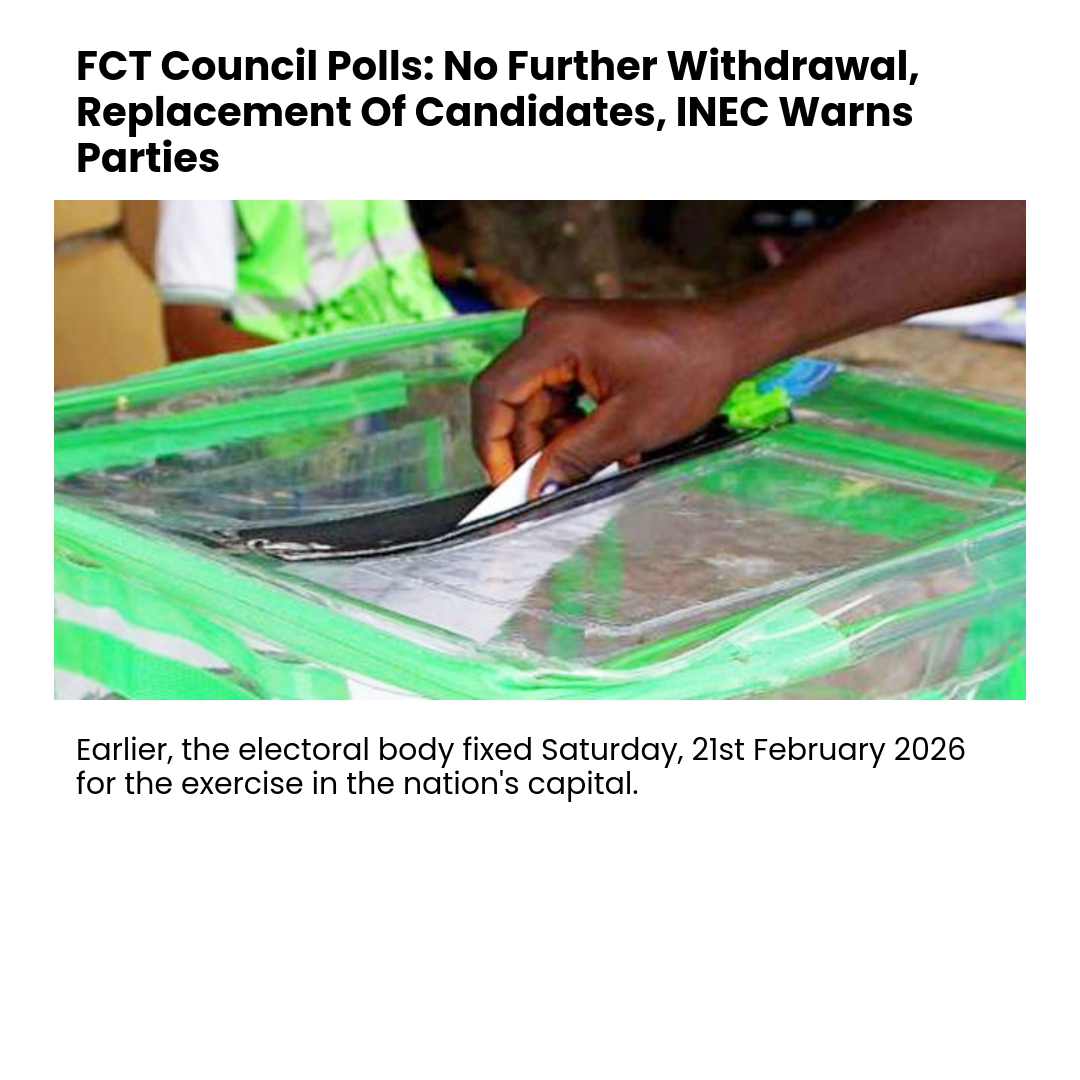 FCT Council Polls: No Further Withdrawal,
Replacement Of Candidates, INEC Warns
Parties
Earlier, the electoral body fixed Saturday, 21st February 2026
for the exercise in the nation's capital.